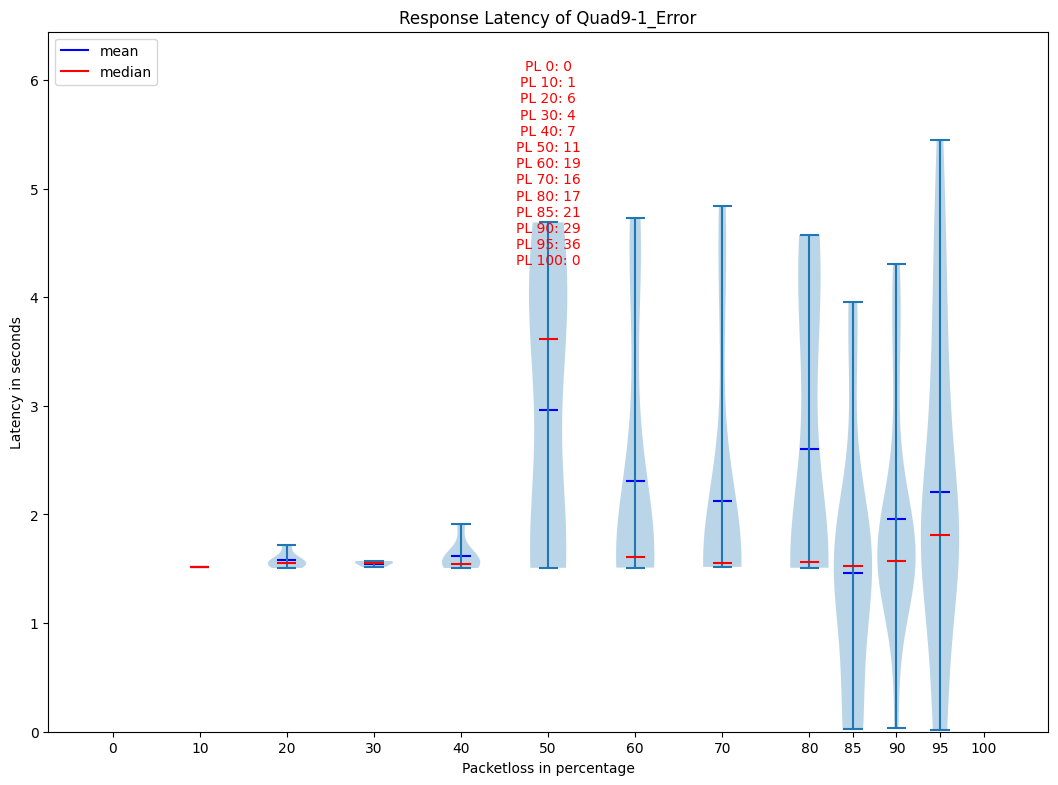 Response Latency of Quad9-1_Error
mean
median
PL 0: 0
PL 10: 1
PL 20: 6
PL 30: 4
PL 40: 7
PL 50: 11
PL 60: 19
PL 70: 16
PL 80: 17
PL 85: 21
PL 90: 29
PL 95: 36
PL 100: 0
Latency in seconds
6
5
4
3
2
1
0
0 10 20 30 40 50 60 70 80 85 90 95 100
Packetloss in percentage